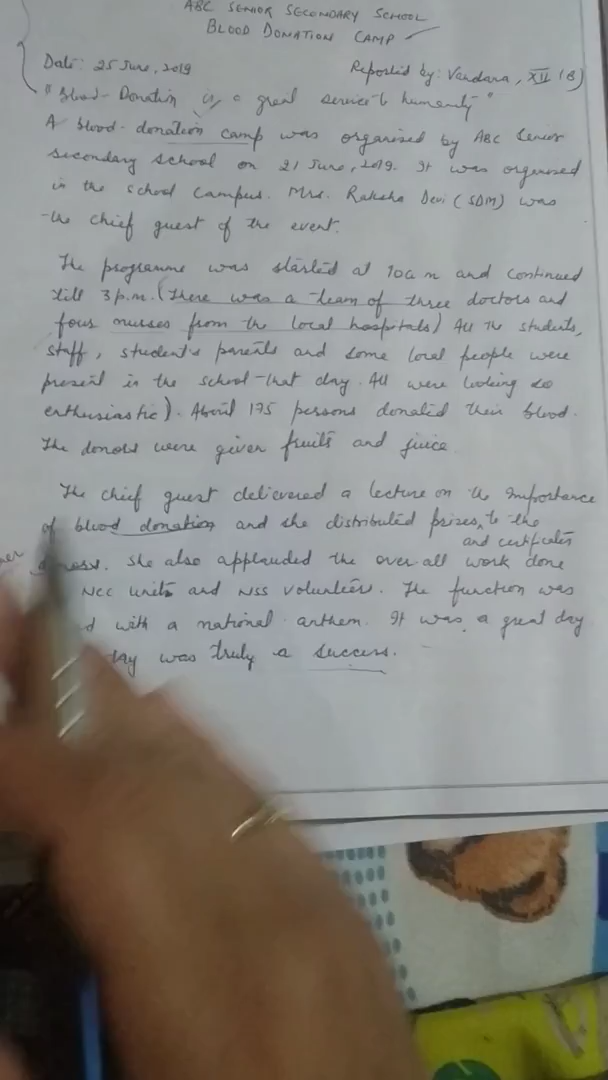 ABC SENIOR SECONDARY SCHOOL
BLOOD DONATION CAMP
Date: 25 June, 2019 Reported by: Vandana, XII (B)
"Blood-Donation is a great service to humanity"
A blood-donation camp was organised by ABC Senior
Secondary School on 21 June, 2019. It was organised
in the school campus. Mrs. Raksha Devi (SDM) was
the chief guest of the event.
The programme was started at 10 a m and continued
till 3 p.m. (There was a team of three doctors and
four nurses from the local hospitals) All the students,
staff, student's parents and some local people were
present in the school that day. All were looking so
enthusiastic). About 175 persons donated their blood.
The donors were given fruits and juice.
The chief guest delivered a lecture on the importance
of blood donation and she distributed prizes, to the
and certificates
She also applauded the over all work done
NCC units and NSS volunteers. The function was
d with a national anthem. It was a great day
day was truly a success.